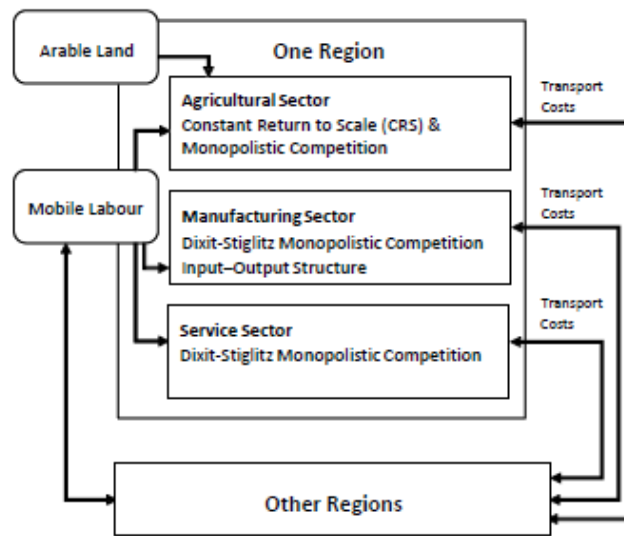 Arable Land
One Region
Transport
Costs
Agricultural Sector
Constant Return to Scale (CRS) &
Monopolistic Competition
Mobile Labour
Transport
Costs
Manufacturing Sector
Dixit-Stiglitz Monopolistic Competition
Input–Output Structure
Transport
Costs
Service Sector
Dixit-Stiglitz Monopolistic Competition
Other Regions